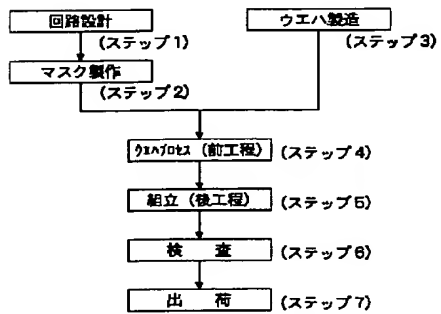 回路設計
(ステップ1)
マスク製作
(ステップ2)
ウエハ製造
(ステップ3)
ｳｴﾊﾌﾟﾛｾｽ (前工程)
(ステップ4)
組立 (後工程)
(ステップ5)
検 査
(ステップ6)
出 荷
(ステップ7)